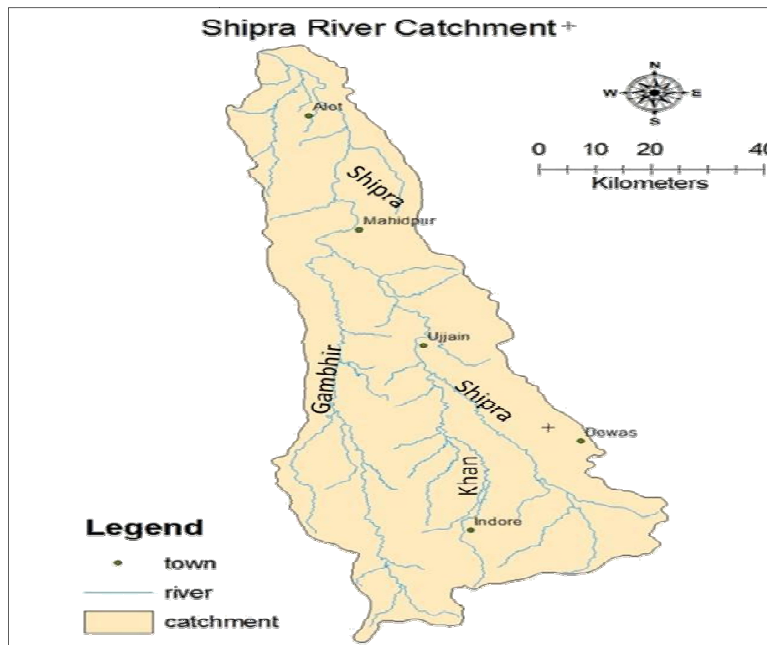 Shipra River Catchment
N
W E
S
0 10 20 40
Kilometers
Alot
Shipra
Mahidpur
Ujjain
Gambhir
Shipra
Dewas
Khan
Indore
Legend
town
river
catchment